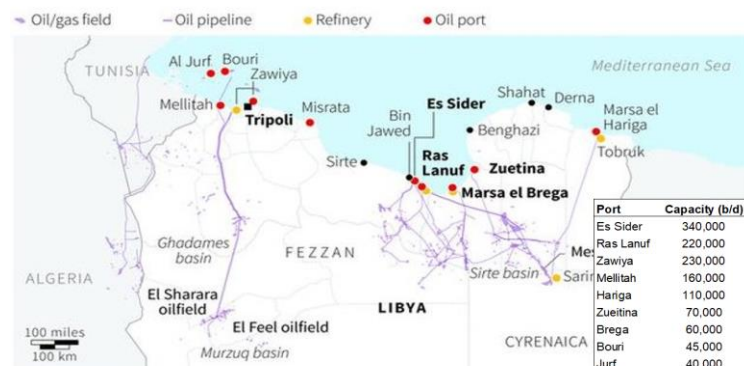 Oil/gas field
Oil pipeline
Refinery
Oil port
TUNISIA
Al Jurf
Bouri
Zawiya
Mellitah
Tripoli
Misrata
Mediterranean Sea
Shahat
Derna
Marsa el
Hariga
Tobruk
Es Sider
Bin
Jawed
Benghazi
Sirte
Ras
Lanuf
Zuetina
Marsa el Brega
Ghadames
basin
FEZZAN
ALGERIA
El Sharara
oilfield
El Feel oilfield
LIBYA
Sirte basin
CYRENAICA
Murzuq basin
100 miles
100 km
Port Capacity (b/d)
Es Sider 340,000
Ras Lanuf 220,000
Zawiya 230,000
Mellitah 160,000
Hariga 110,000
Zueitina 70,000
Brega 60,000
Bouri 45,000
Jurf 40,000